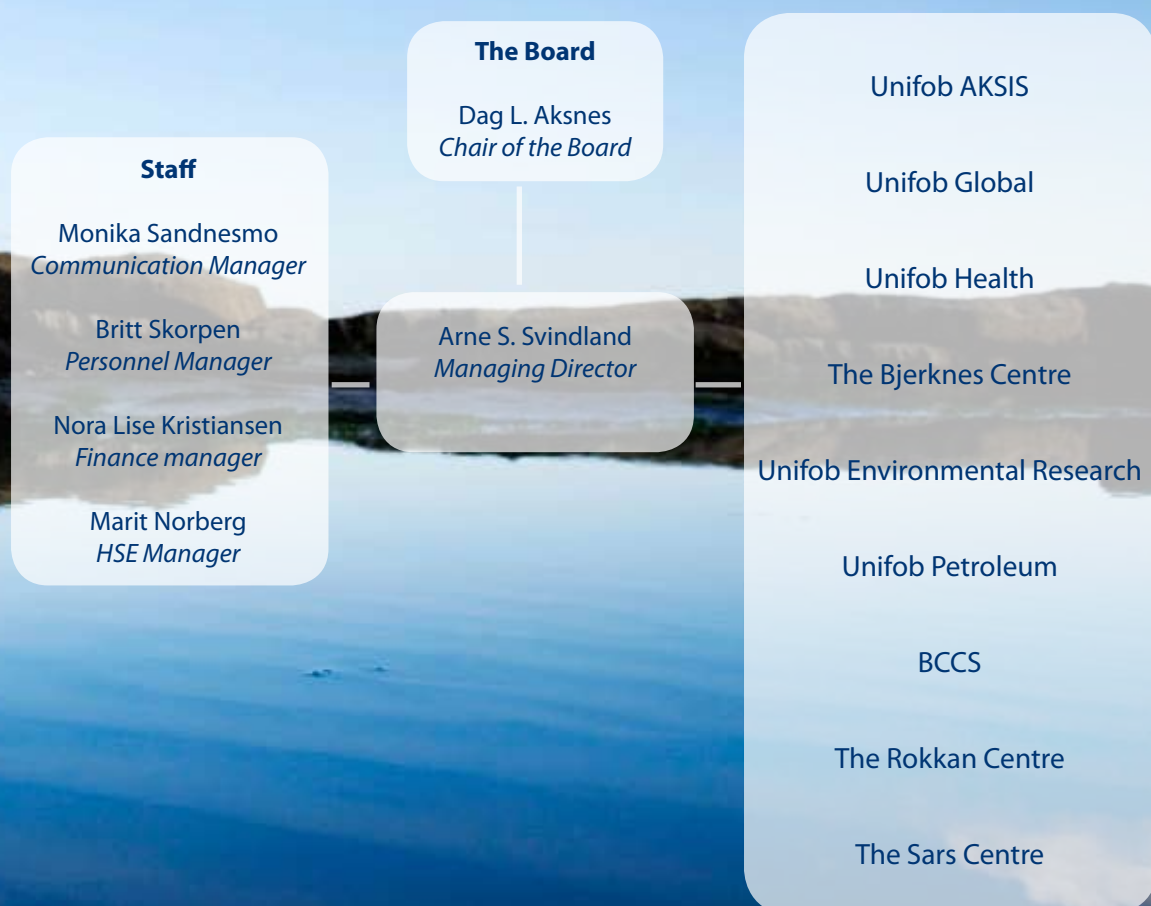 The Board
Dag L. Aksnes
Chair of the Board
Staff
Monika Sandnesmo
Communication Manager
Britt Skorpen
Personnel Manager
Nora Lise Kristiansen
Finance manager
Marit Norberg
HSE Manager
Arne S. Svindland
Managing Director
Unifob AKSIS
Unifob Global
Unifob Health
The Bjerknes Centre
Unifob Environmental Research
Unifob Petroleum
BCCS
The Rokkan Centre
The Sars Centre